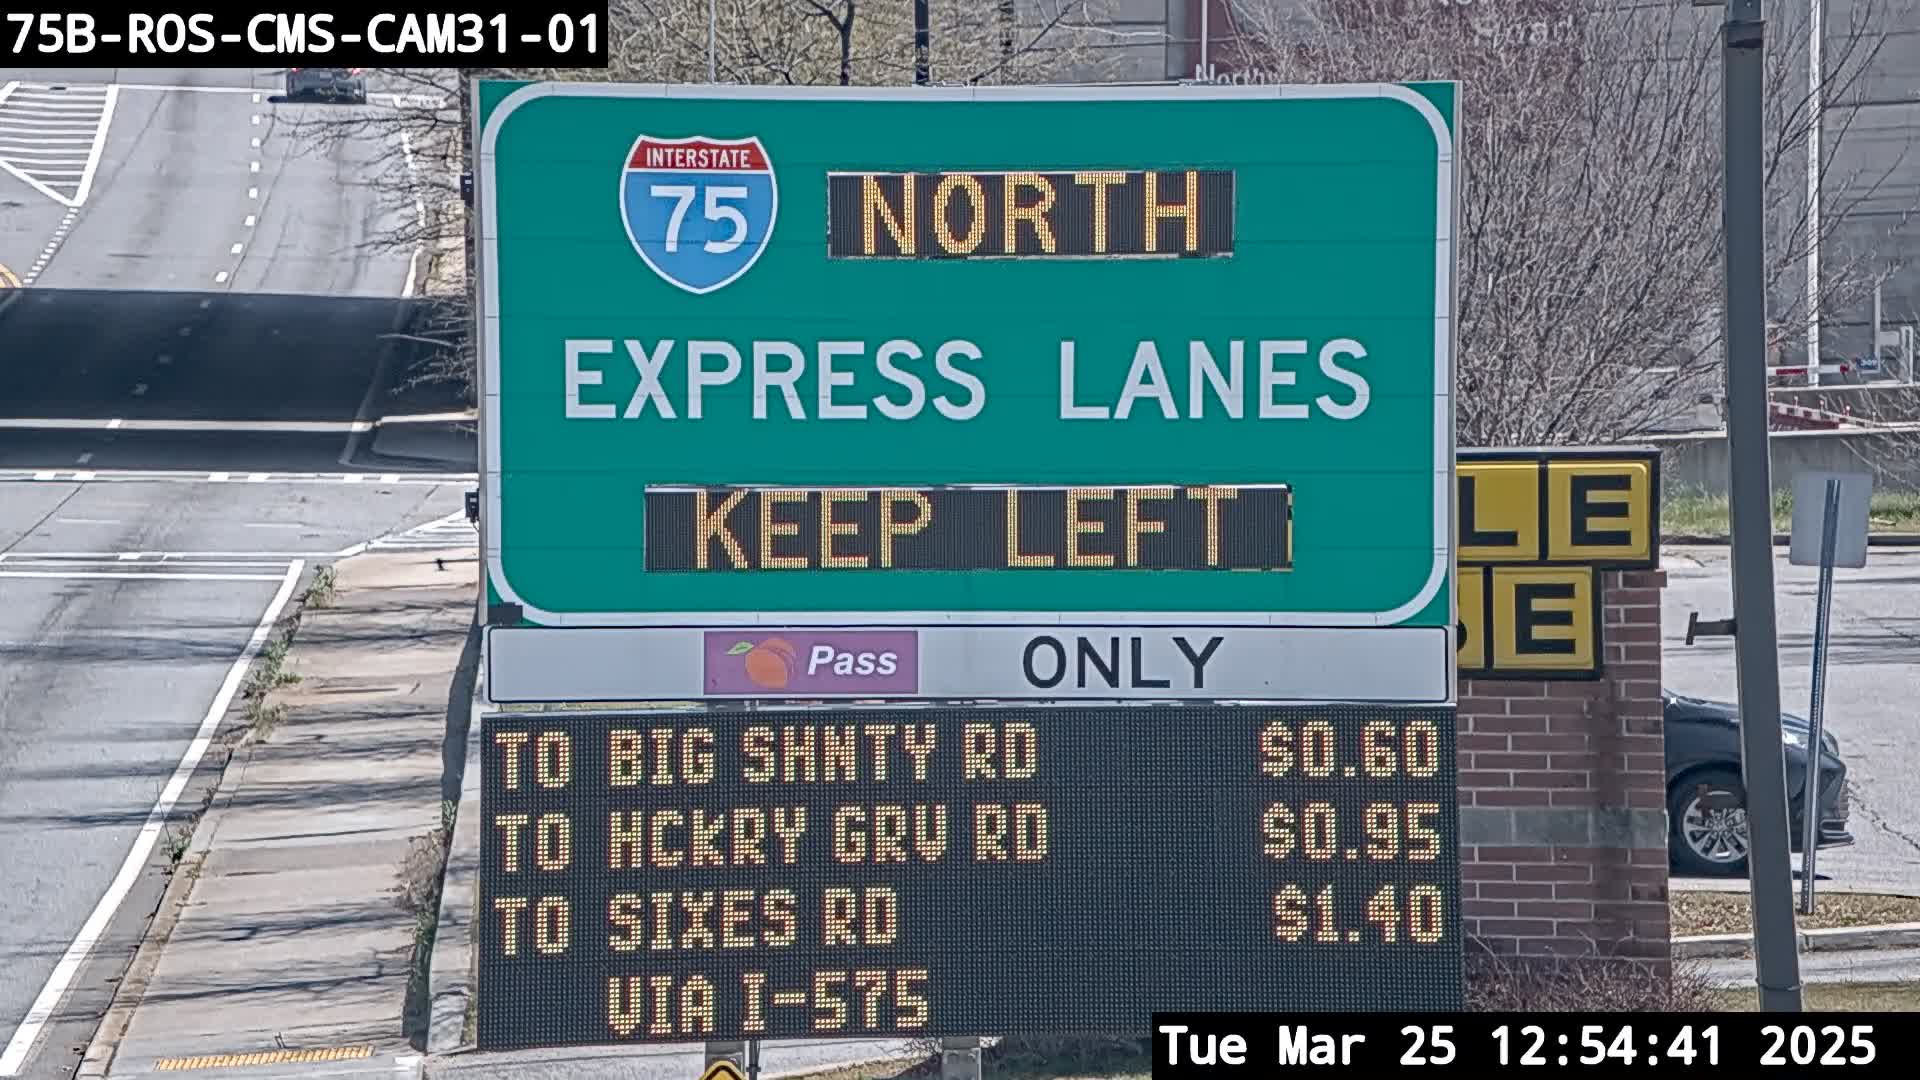 75B-ROS-CMS-CAM31-01
INTERSTATE
75
NORTH
EXPRESS LANES
KEEP LEFT
Pass ONLY
LE
E
TO BIG SHNTY RD $0.60
TO HCKRY GRV RD $0.95
TO SIXES RD $1.40
VIA I-575
Tue Mar 25 12:54:41 2025